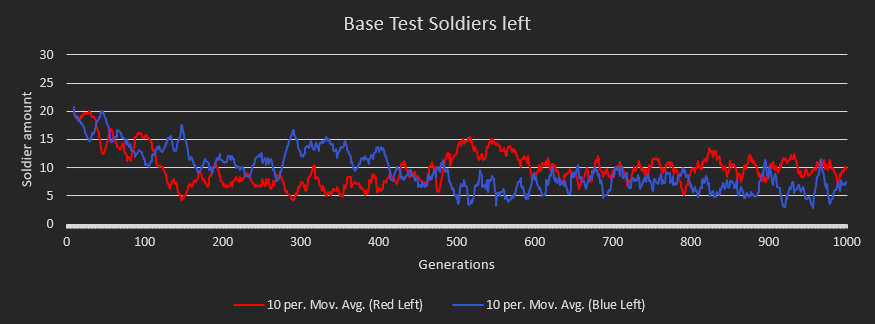 Base Test Soldiers left
30
25
20
15
10
5
0
Soldier amount
0 100 200 300 400 500 600 700 800 900 1000
Generations
10 per. Mov. Avg. (Red Left) 10 per. Mov. Avg. (Blue Left)